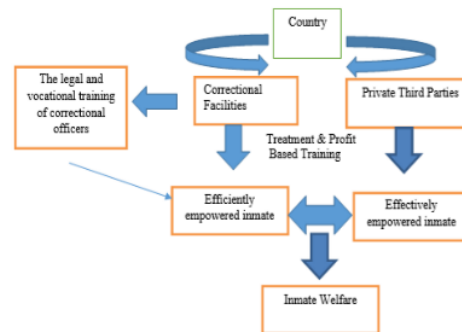 Country
The legal and
vocational training
of correctional
officers
Correctional
Facilities
Private Third Parties
Treatment & Profit
Based Training
Efficiently
empowered inmate
Effectively
empowered inmate
Inmate Welfare